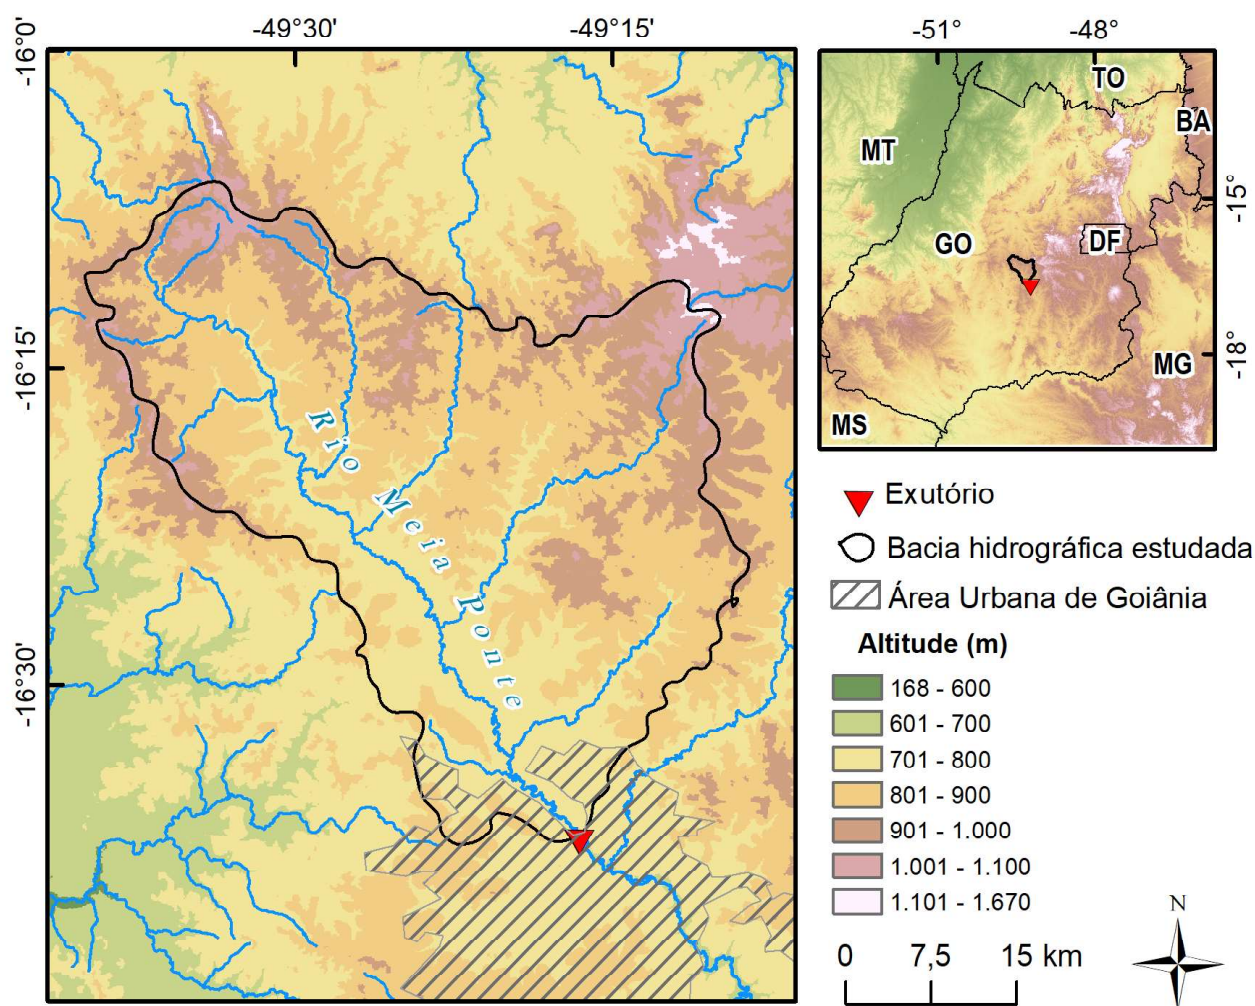 -49°30'
-49°15'
-16°0'
-16°15'
-16°30'
Rio Meia Ponte
-51°
-48°
-15°
-18°
TO
BA
MT
GO
DF
MG
MS
Exutório
Bacia hidrográfica estudada
Área Urbana de Goiânia
Altitude (m)
168 - 600
601 - 700
701 - 800
801 - 900
901 - 1.000
1.001 - 1.100
1.101 - 1.670
0 7,5 15 km
N